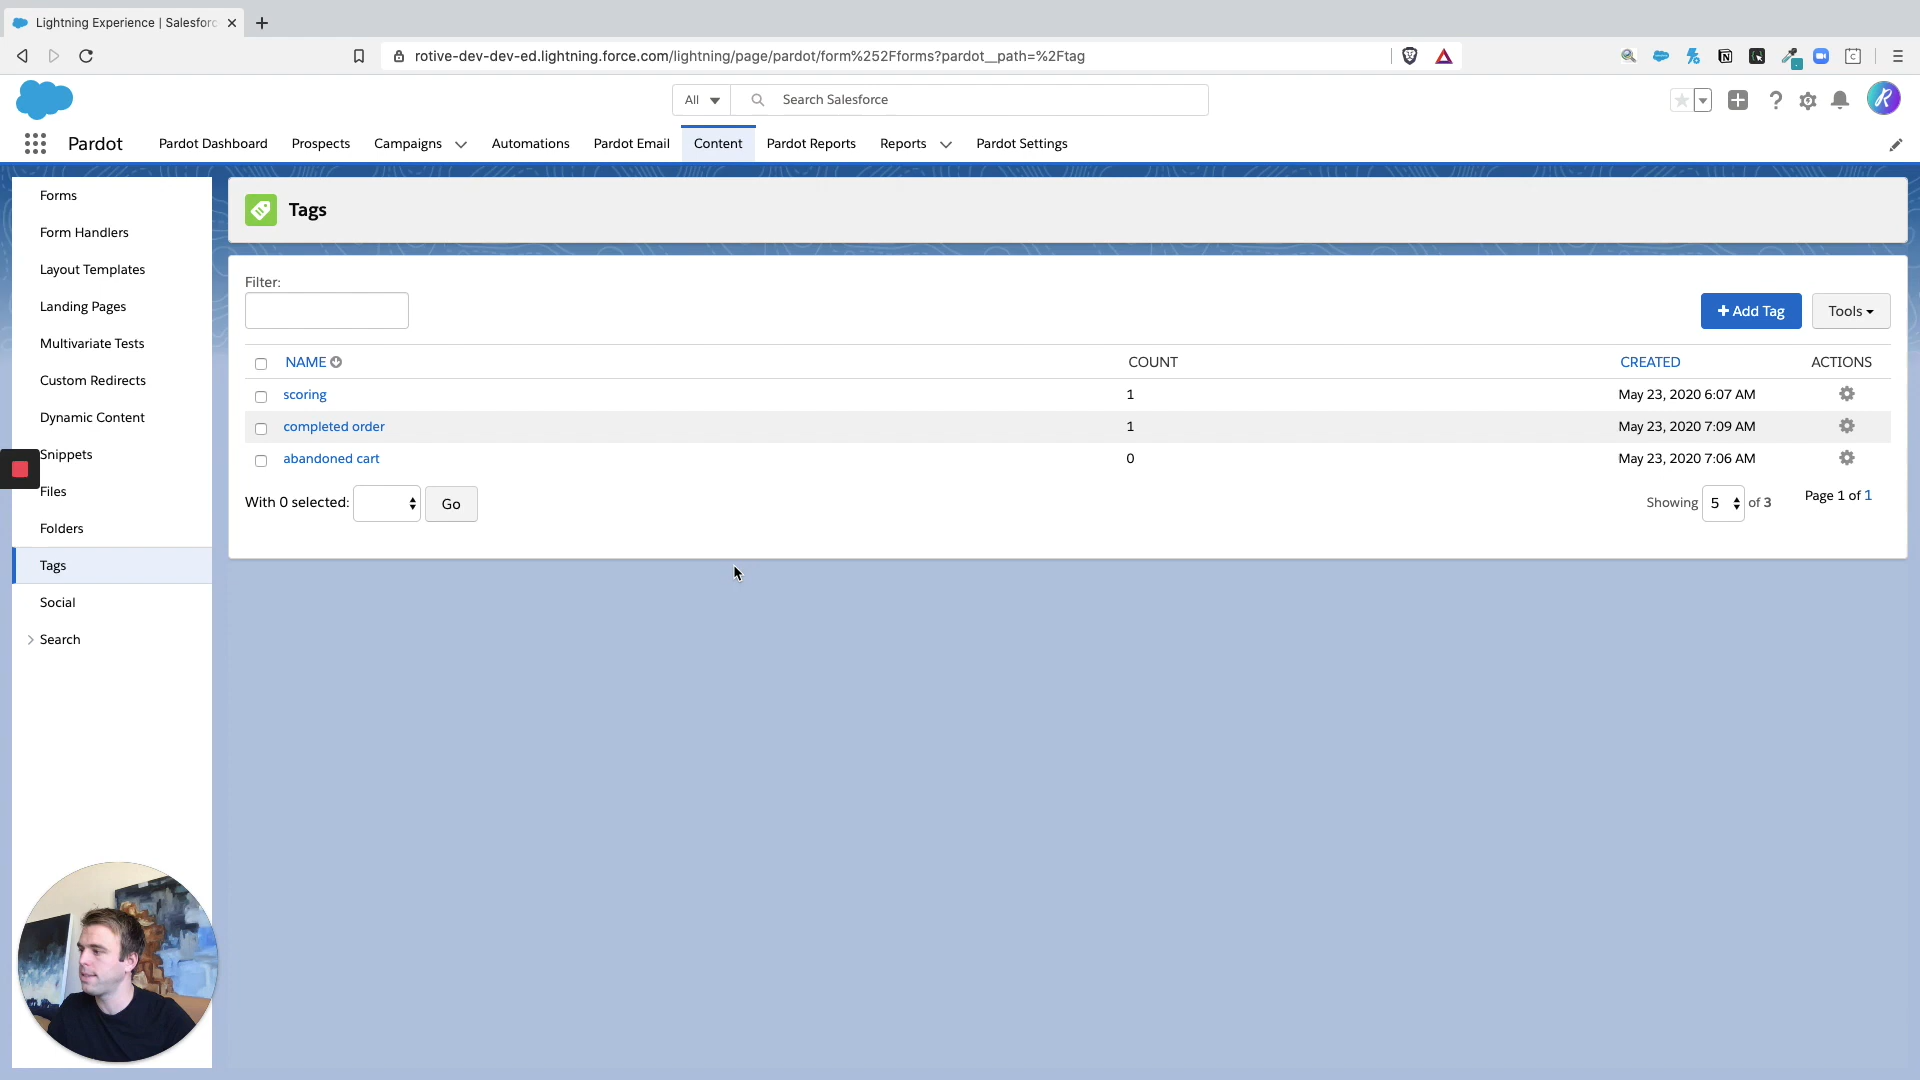 Lightning Experience | Salesforc
rotive-dev-dev-ed.lightning.force.com/lightning/page/pardot/form%252Fforms?pardot__path=%2Ftag
All
Search Salesforce
Pardot
Pardot Dashboard
Prospects
Campaigns
Automations
Pardot Email
Content
Pardot Reports
Reports
Pardot Settings
Forms
Form Handlers
Layout Templates
Landing Pages
Multivariate Tests
Custom Redirects
Dynamic Content
Snippets
Files
Folders
Tags
Social
Search
Tags
Filter:
+ Add Tag
Tools
NAME COUNT CREATED ACTIONS
scoring 1 May 23, 2020 6:07 AM
completed order 1 May 23, 2020 7:09 AM
abandoned cart 0 May 23, 2020 7:06 AM
With 0 selected: Go
Showing 5 of 3 Page 1 of 1